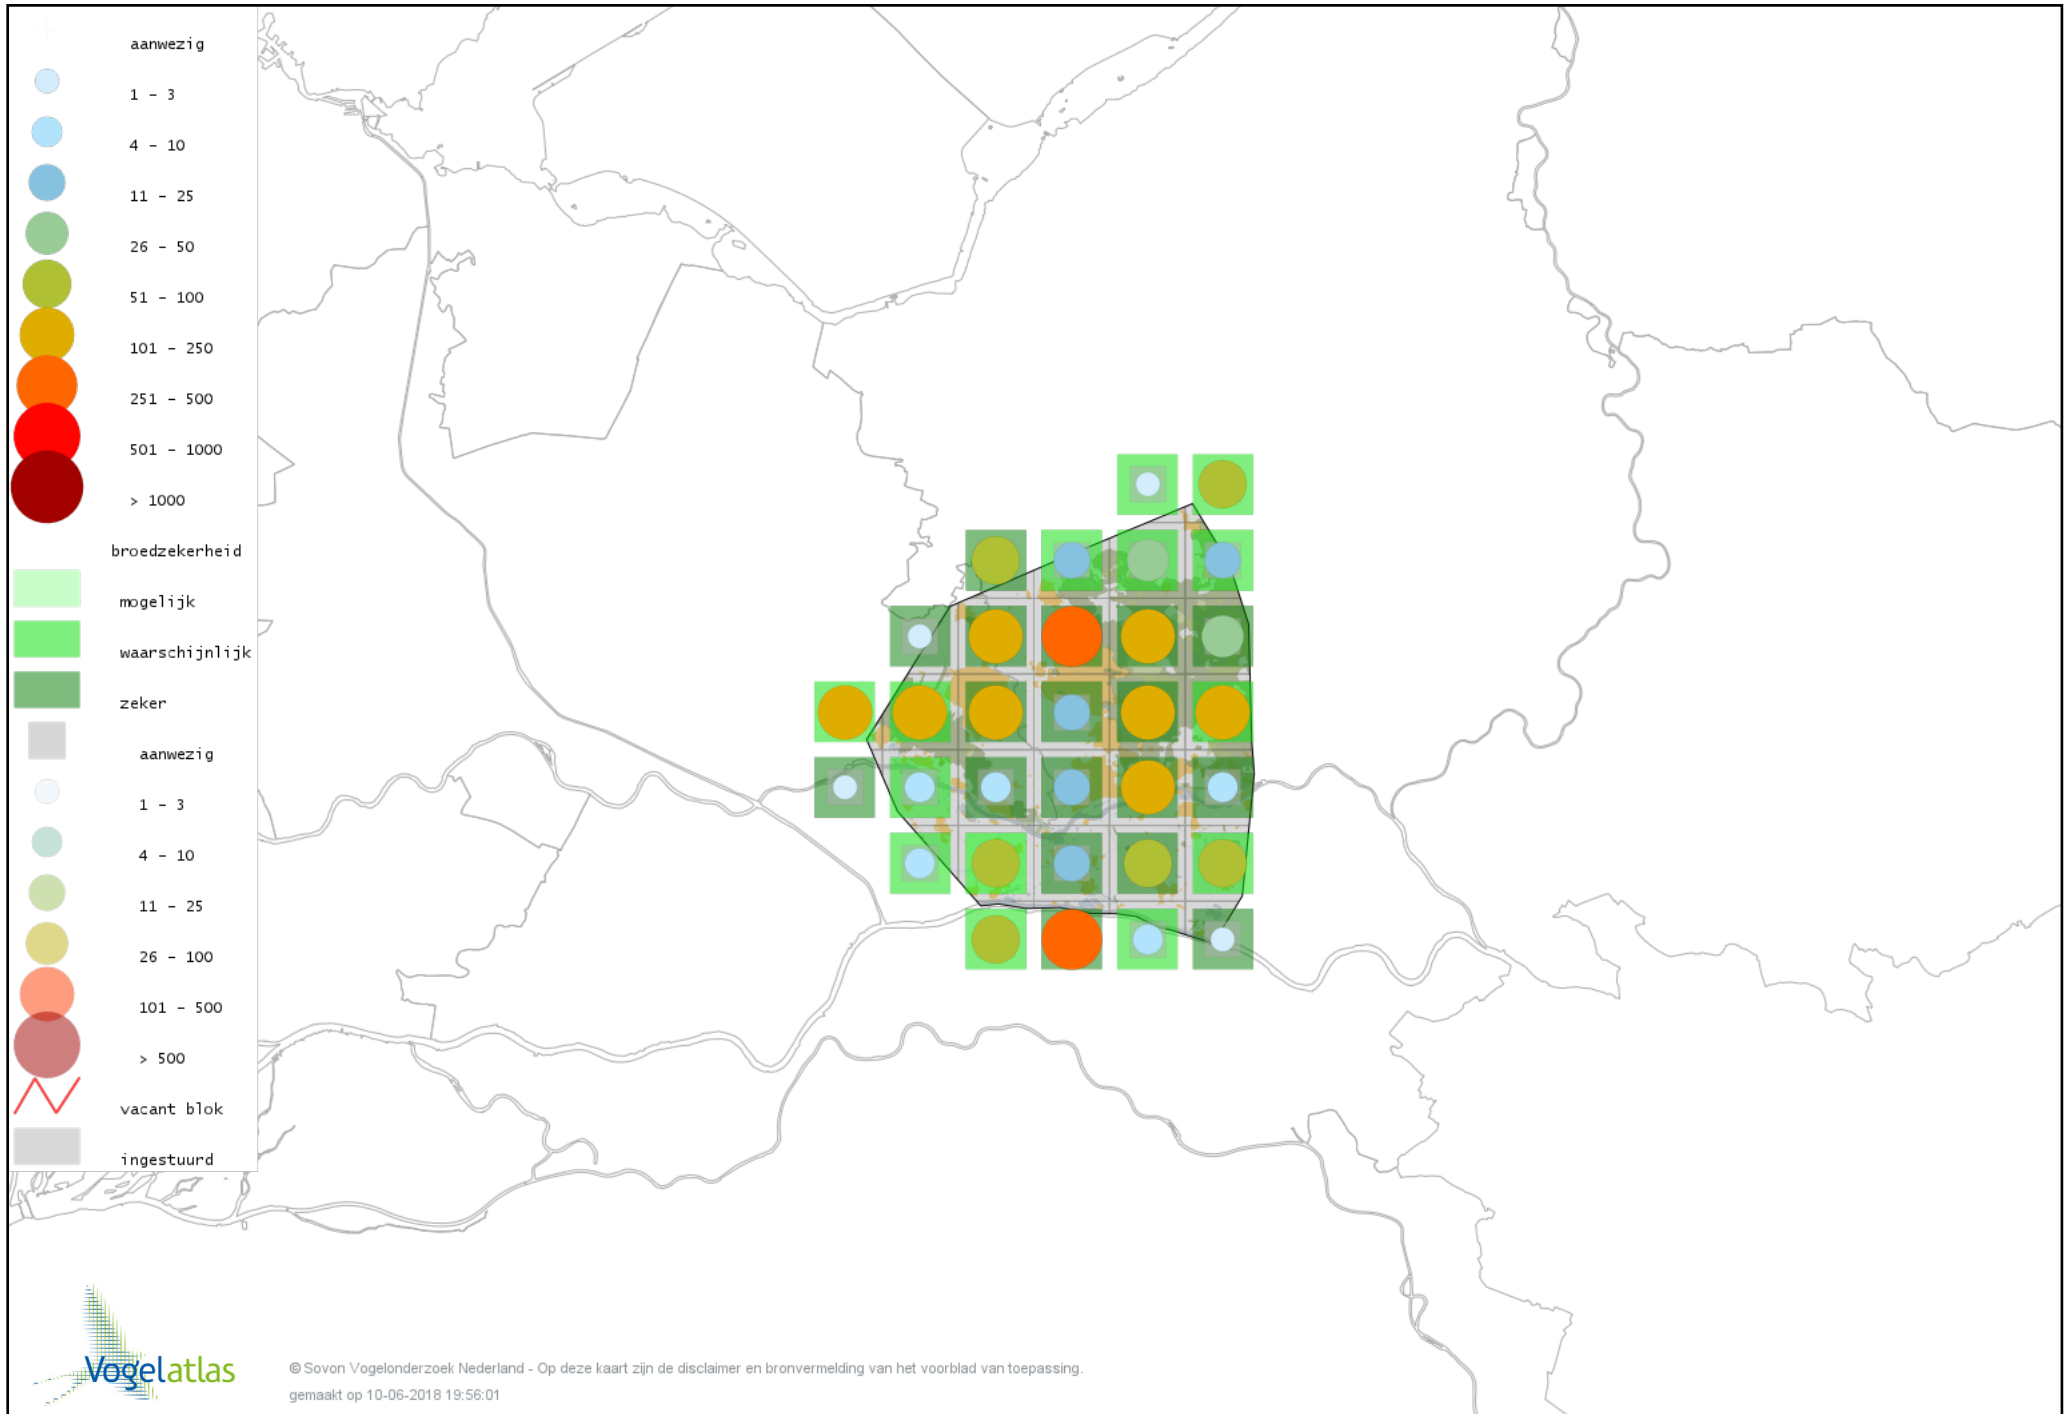 aanwezig
1 - 3
4 - 10
11 - 25
26 - 50
51 - 100
101 - 250
251 - 500
501 - 1000
> 1000
broedzekerheid
mogelijk
waarschijnlijk
zeker
aanwezig
1 - 3
4 - 10
11 - 25
26 - 100
101 - 500
> 500
vacant blok
ingestuurd
Vogelatlas
© Sovon Vogelonderzoek Nederland - Op deze kaart zijn de disclaimer en bronvermelding van het voorblad van toepassing.
gemaakt op 10-06-2018 19:56:01